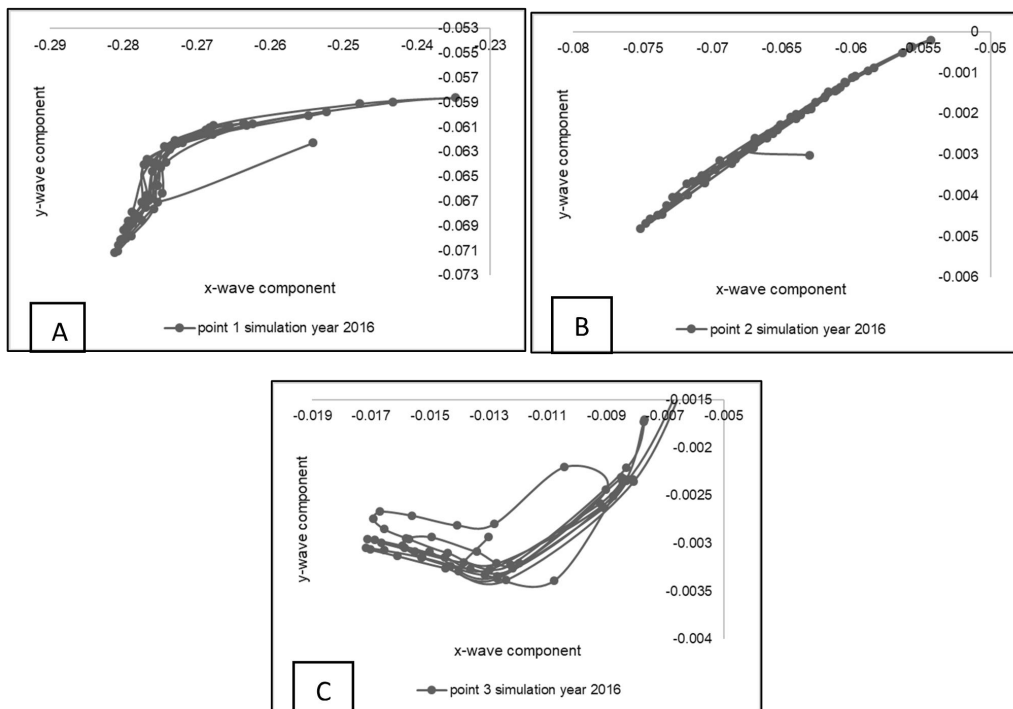 -0.29 -0.28 -0.27 -0.26 -0.25 -0.24 -0.23
-0.053
-0.055
-0.057
-0.059
-0.061
-0.063
-0.065
-0.067
-0.069
-0.071
-0.073
y-wave component
x-wave component
A
point 1 simulation year 2016
-0.08 -0.075 -0.07 -0.065 -0.06 -0.055 -0.05
0
-0.001
-0.002
-0.003
-0.004
-0.005
-0.006
y-wave component
x-wave component
B
point 2 simulation year 2016
-0.019 -0.017 -0.015 -0.013 -0.011 -0.009 -0.007 -0.005
-0.0015
-0.002
-0.0025
-0.003
-0.0035
-0.004
y-wave component
x-wave component
C
point 3 simulation year 2016